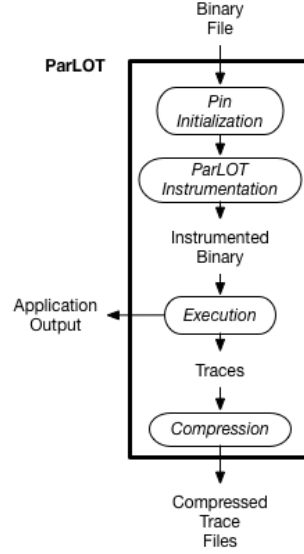 Binary
File
ParLOT
Pin
Initialization
ParLOT
Instrumentation
Instrumented
Binary
Application
Output
Execution
Traces
Compression
Compressed
Trace
Files